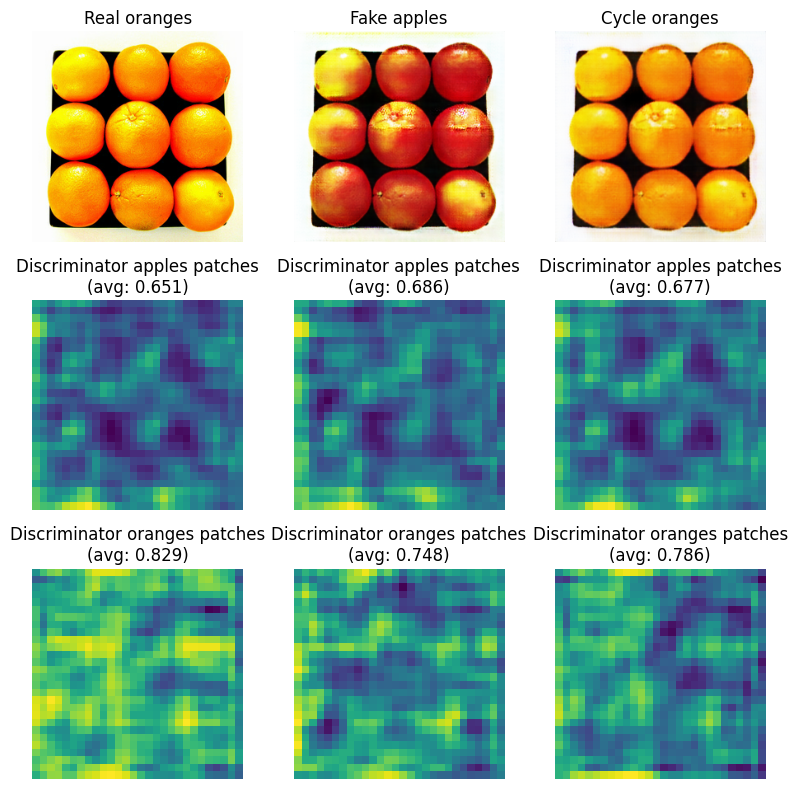 Real oranges
Fake apples
Cycle oranges
Discriminator apples patches
(avg: 0.651)
Discriminator apples patches
(avg: 0.686)
Discriminator apples patches
(avg: 0.677)
Discriminator oranges patches
(avg: 0.829)
Discriminator oranges patches
(avg: 0.748)
Discriminator oranges patches
(avg: 0.786)